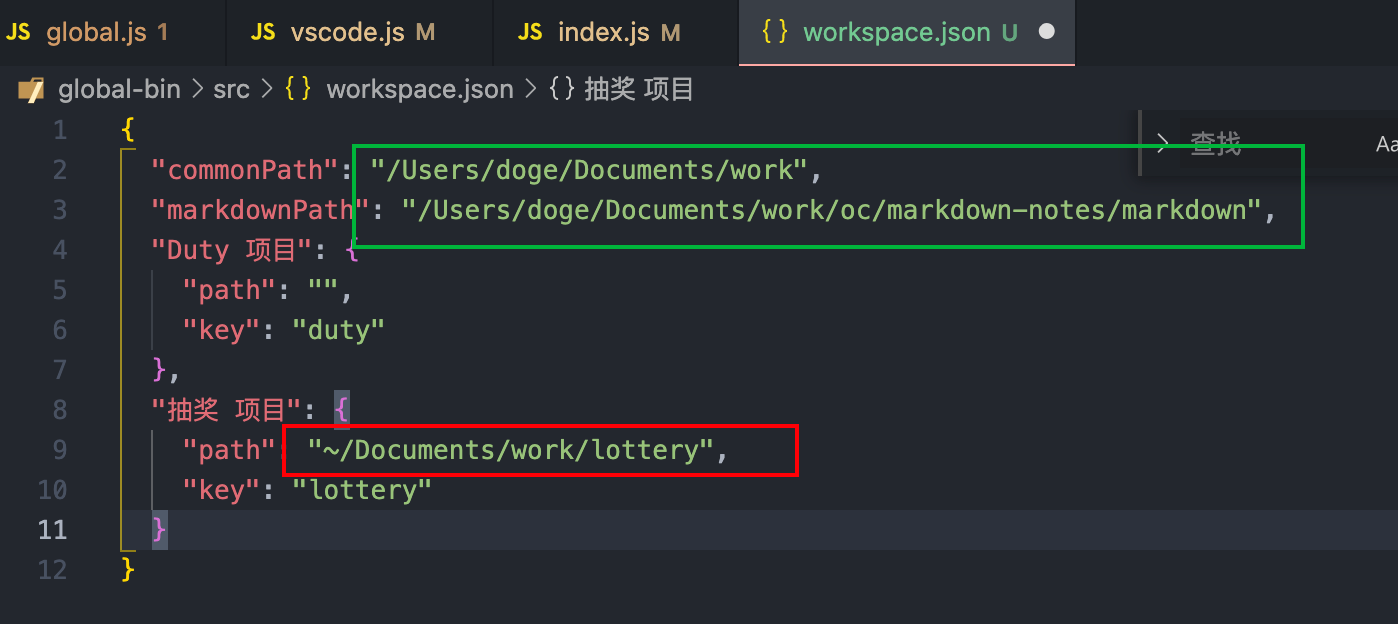 JS global.js 1 JS vscode.js M JS index.js M {} workspace.json U
global-bin > src > {} workspace.json > {} 抽奖 项目
> 查找 Aa
1 {
2 "commonPath": "/Users/doge/Documents/work",
3 "markdownPath": "/Users/doge/Documents/work/oc/markdown-notes/markdown",
4 "Duty 项目": {
5 "path": "",
6 "key": "duty"
7 },
8 "抽奖 项目": {
9 "path": "~/Documents/work/lottery",
10 "key": "lottery"
11 }
12 }